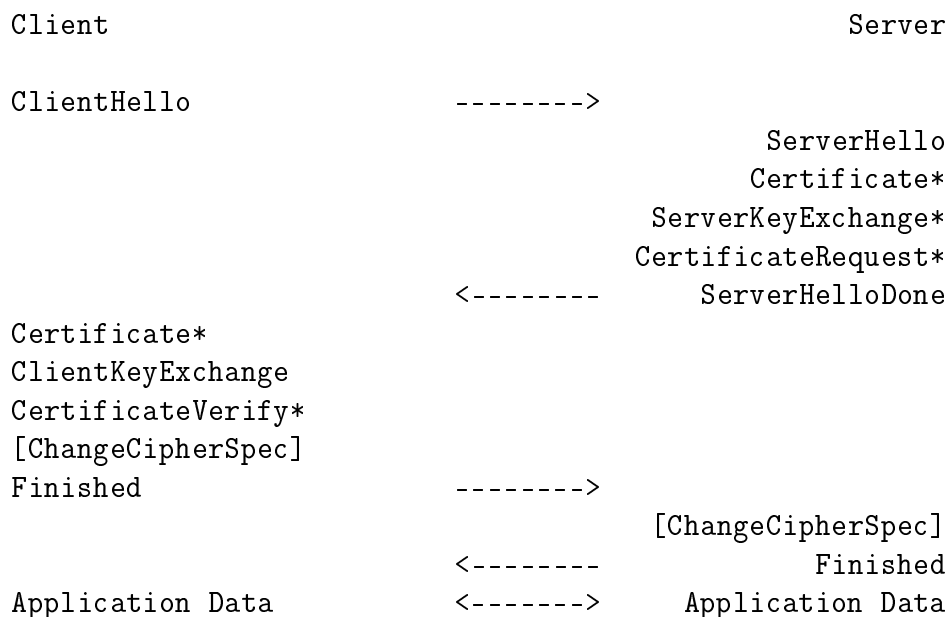 Client Server
ClientHello -------->
ServerHello
Certificate*
ServerKeyExchange*
CertificateRequest*
<-------- ServerHelloDone
Certificate*
ClientKeyExchange
CertificateVerify*
[ChangeCipherSpec]
Finished -------->
[ChangeCipherSpec]
<-------- Finished
Application Data <-------> Application Data